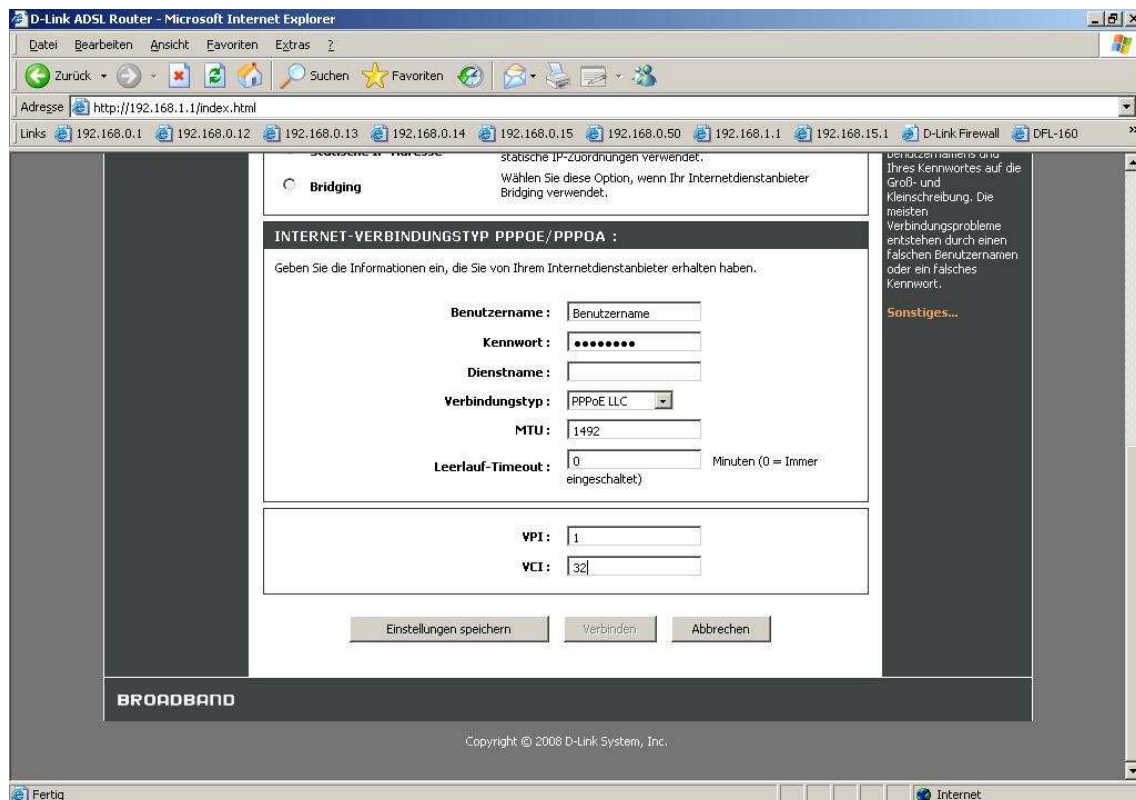 D-Link ADSL Router - Microsoft Internet Explorer
Datei Bearbeiten Ansicht Favoriten Extras ?
Zurück Suchen Favoriten
Adresse http://192.168.1.1/index.html
Links 192.168.0.1 192.168.0.12 192.168.0.13 192.168.0.14 192.168.0.15 192.168.0.50 192.168.1.1 192.168.15.1 D-Link Firewall DFL-160 »
Statische IP-Adresse statische IP-Zuordnungen verwendet.
Bridging Wählen Sie diese Option, wenn Ihr Internetdienstanbieter
Bridging verwendet.
INTERNET-VERBINDUNGSTYP PPPOE/PPPOA :
Geben Sie die Informationen ein, die Sie von Ihrem Internetdienstanbieter erhalten haben.
Benutzername : Benutzername
Kennwort : ●●●●●●●●
Dienstname :
Verbindungstyp : PPPoE LLC
MTU : 1492
Leerlauf-Timeout : 0 Minuten (0 = Immer
eingeschaltet)
VPI : 1
VCI : 32
Einstellungen speichern Verbinden Abbrechen
Benutzernamens und
Ihres Kennwortes auf die
Groß- und
Kleinschreibung. Die
meisten
Verbindungsprobleme
entstehen durch einen
falschen Benutzernamen
oder ein falsches
Kennwort.
Sonstiges...
BROADBAND
Copyright © 2008 D-Link System, Inc.
Fertig Internet